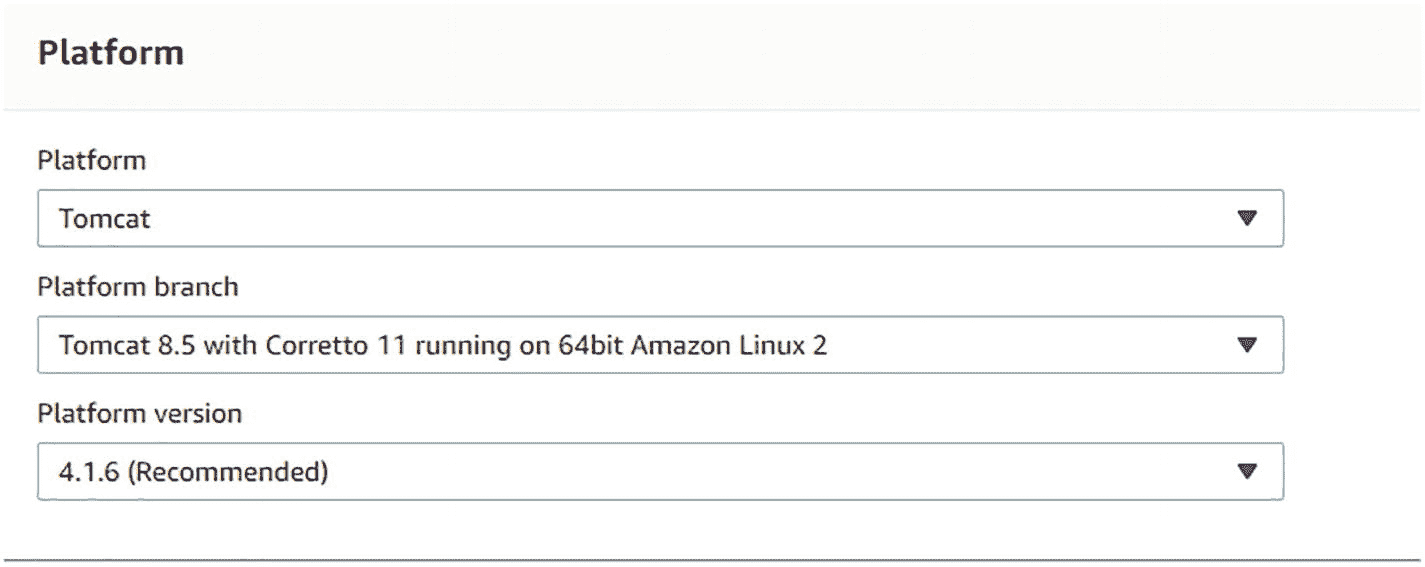 Platform
Platform
Tomcat
Platform branch
Tomcat 8.5 with Corretto 11 running on 64bit Amazon Linux 2
Platform version
4.1.6 (Recommended)